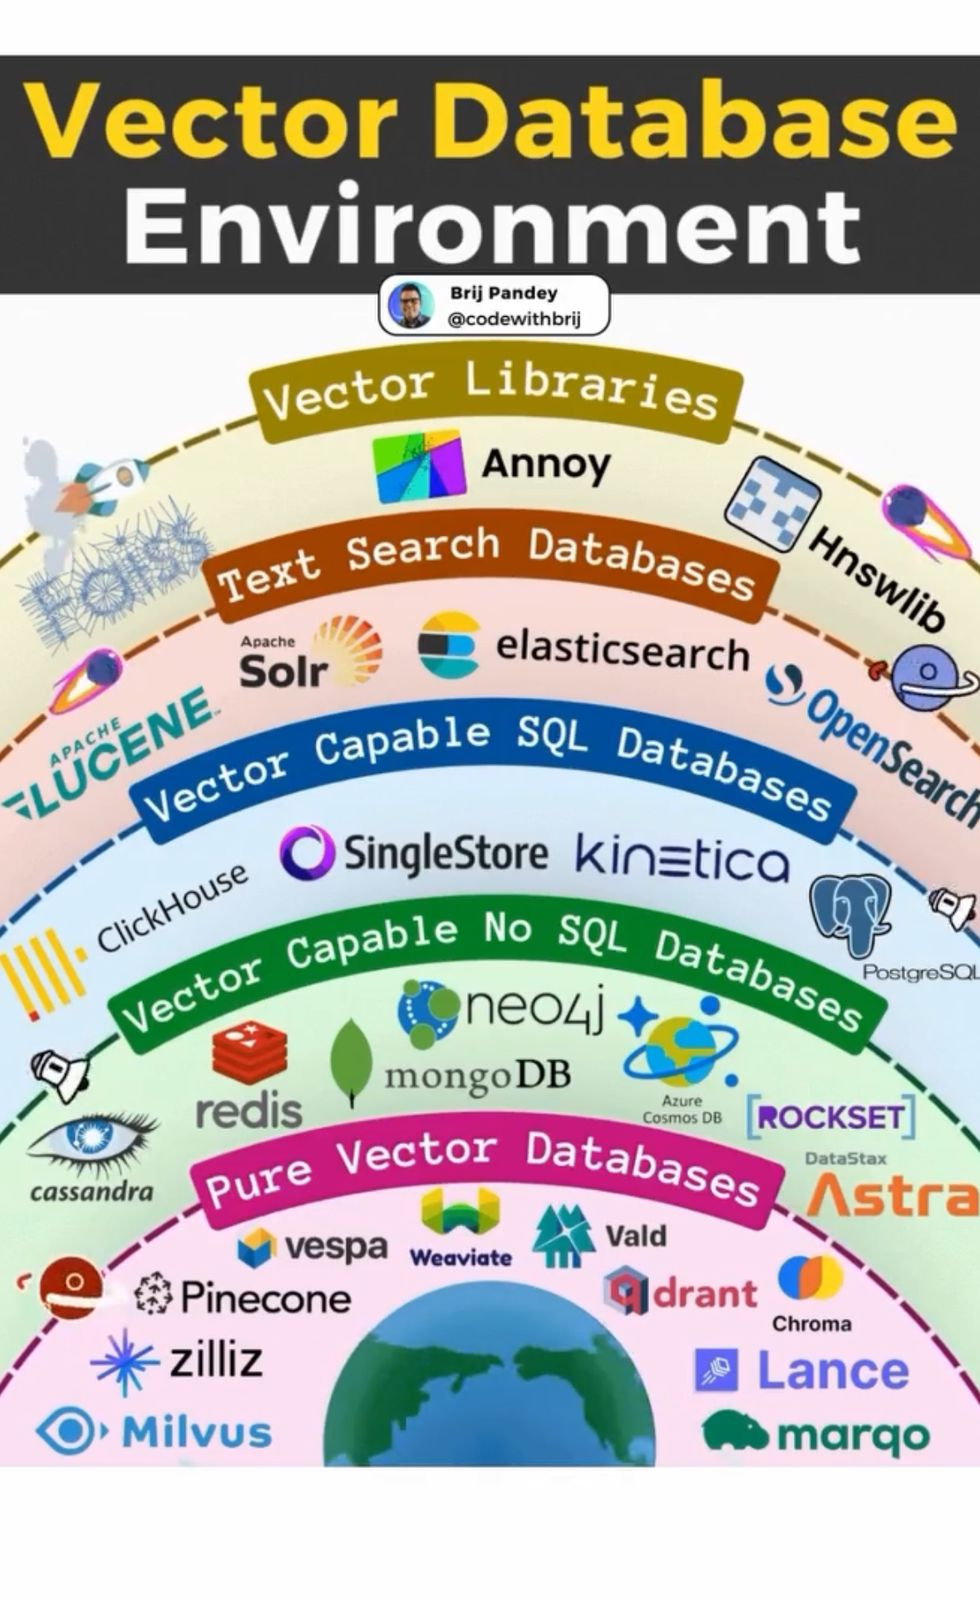 Vector Database
Environment
Brij Pandey
@codewithbrij
Vector Libraries
Faiss
Annoy
Hnswlib
Text Search Databases
APACHE
LUCENE™
Apache
Solr
elasticsearch
OpenSearch
Vector Capable SQL Databases
ClickHouse
SingleStore
kinetica
PostgreSQL
Vector Capable No SQL Databases
cassandra
redis
mongoDB
neo4j
Azure
Cosmos DB
[ROCKSET]
DataStax
Astra
Pure Vector Databases
vespa
Weaviate
Vald
Pinecone
qdrant
Chroma
zilliz
Lance
Milvus
marqo